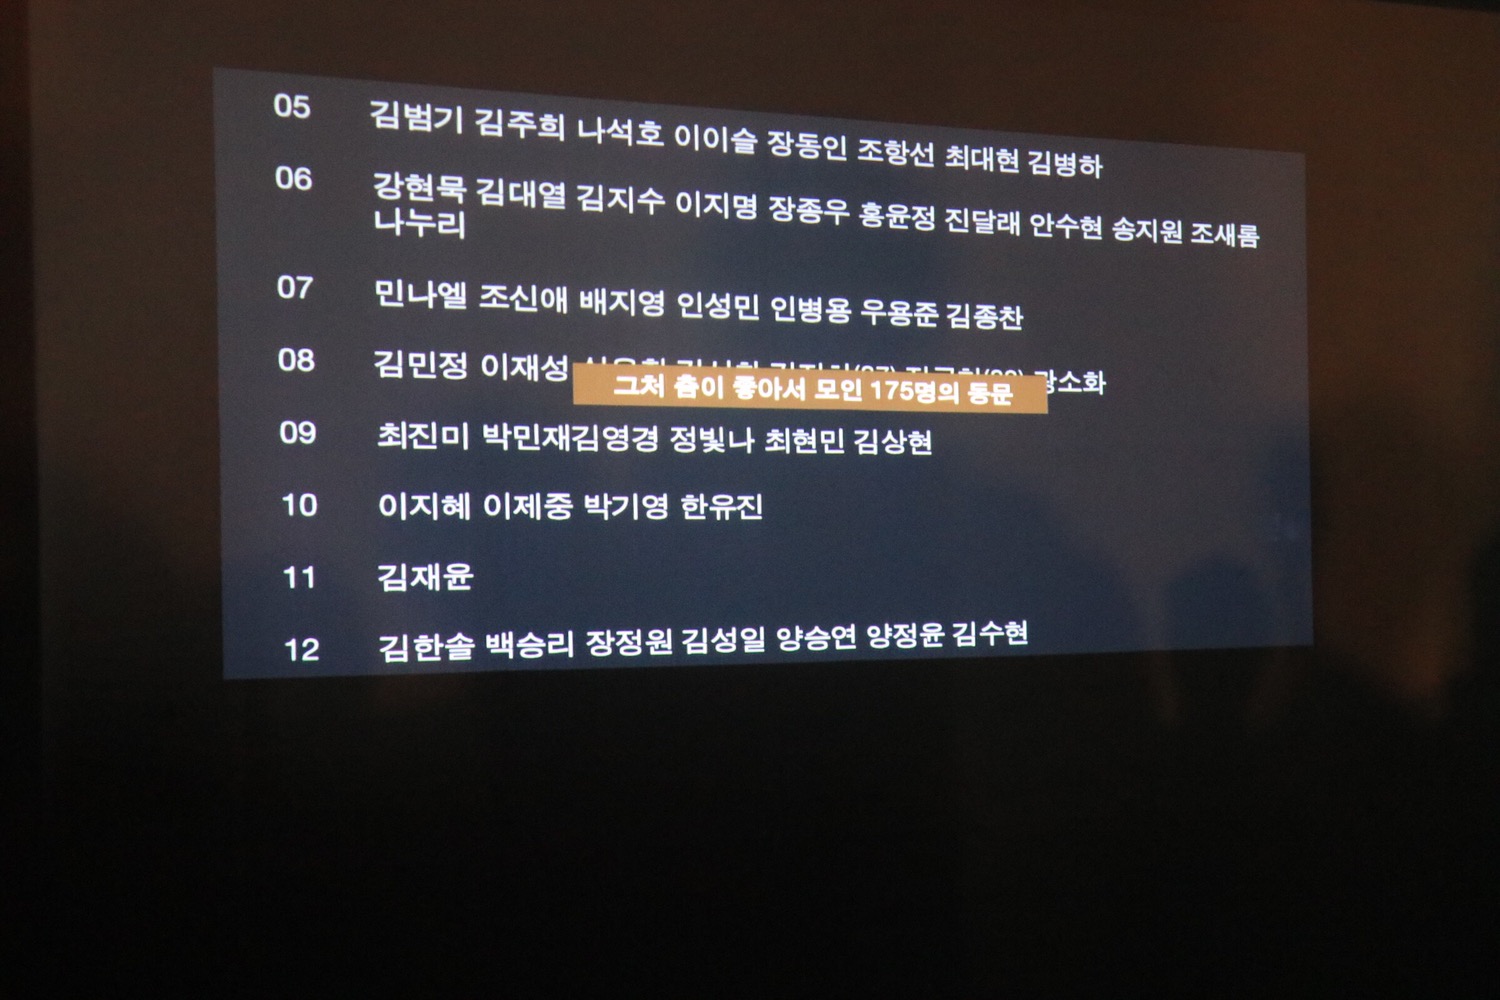 05 김범기 김주희 나석호 이이슬 장동인 조항선 최대현 김병하
06 강현묵 김대열 김지수 이지명 장종우 홍윤정 진달래 안수현 송지원 조새롬
나누리
07 민나엘 조신애 배지영 인성민 인병용 우용준 김종찬
08 김민정 이재성
그처 춤이 좋아서 모인 175명의 동문
09 최진미 박민재김영경 정빛나 최현민 김상현
10 이지혜 이제중 박기영 한유진
11 김재윤
12 김한솔 백승리 장정원 김성일 양승연 양정윤 김수현